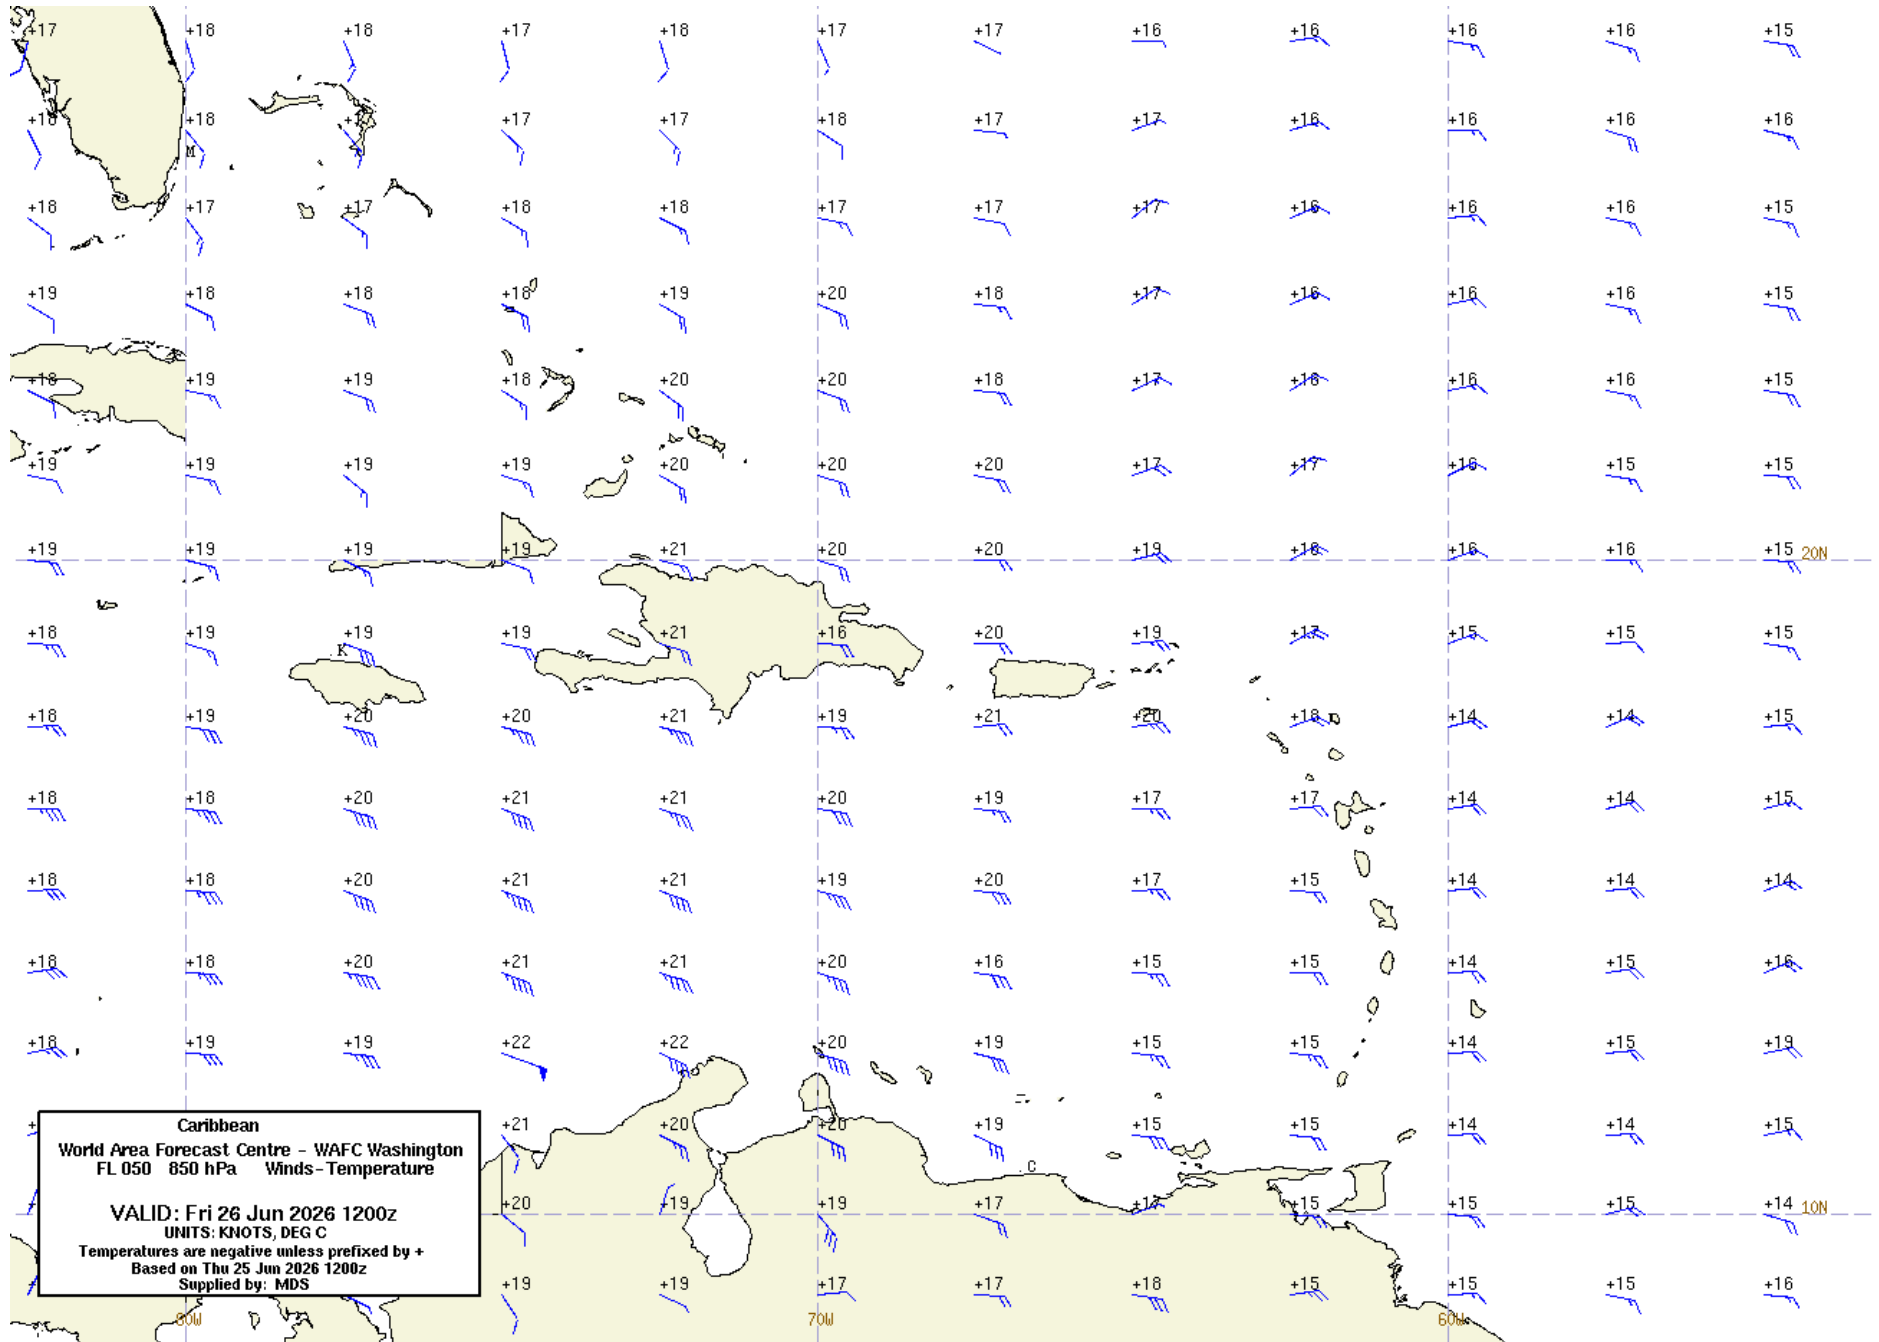 +17 +18 +18 +17 +18 +17 +17 +16 +16 +16 +16 +15
+18 +18 +17 +17 +18 +17 +17 +16 +16 +16 +16
M
+18 +17 +17 +18 +18 +17 +17 +17 +16 +16 +16 +15
+19 +18 +18 +18 +19 +20 +18 +17 +16 +16 +16 +15
+18 +19 +19 +18 +20 +20 +18 +17 +16 +16 +16 +15
+19 +19 +19 +19 +20 +20 +20 +17 +17 +16 +15 +15
+19 +19 +19 +19 +21 +20 +20 +19 +18 +16 +16 +15 20N
+18 +19 +19 +19 +21 +16 +20 +19 +17 +15 +15 +15
K
+18 +19 +20 +20 +21 +19 +21 +20 +18 +14 +14 +15
+18 +18 +20 +21 +21 +20 +19 +17 +17 +14 +14 +15
+18 +18 +20 +21 +21 +19 +20 +17 +15 +14 +14 +14
+18 +18 +20 +21 +21 +20 +16 +15 +15 +14 +15 +16
+18 +19 +19 +22 +22 +20 +19 +15 +15 +14 +15 +19
+21 +20 +20 +19 +15 +15 +14 +14 +15
C
+20 +19 +19 +17 +15 +15 +16 +14 10N
+19 +19 +17 +17 +18 +15 +15 +15 +16
Caribbean
World Area Forecast Centre - WAFC Washington
FL 050 850 hPa Winds-Temperature
VALID: Fri 26 Jun 2026 1200z
UNITS: KNOTS, DEG C
Temperatures are negative unless prefixed by +
Based on Thu 25 Jun 2026 1200z
Supplied by: MDS
80W 70W 60W